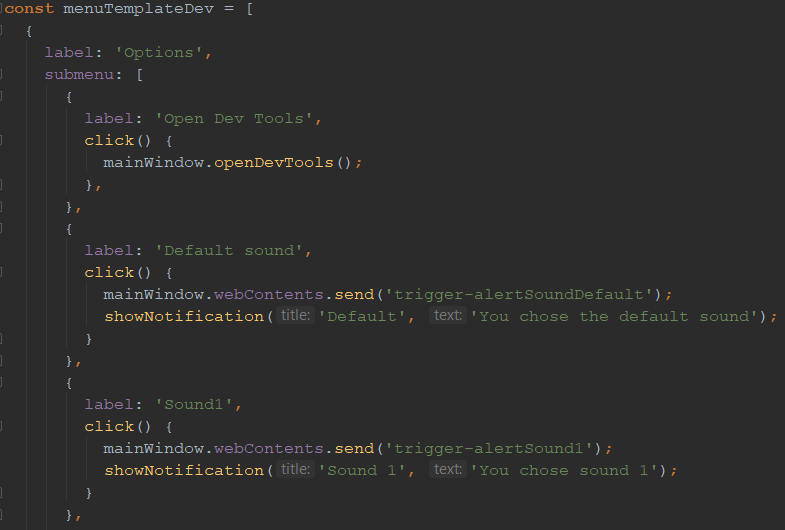 const menuTemplateDev = [
{
label: 'Options',
submenu: [
{
label: 'Open Dev Tools',
click() {
mainWindow.openDevTools();
},
},
{
label: 'Default sound',
click() {
mainWindow.webContents.send('trigger-alertSoundDefault');
showNotification( title: 'Default', text: 'You chose the default sound');
}
},
{
label: 'Sound1',
click() {
mainWindow.webContents.send('trigger-alertSound1');
showNotification( title: 'Sound 1', text: 'You chose sound 1');
}
},